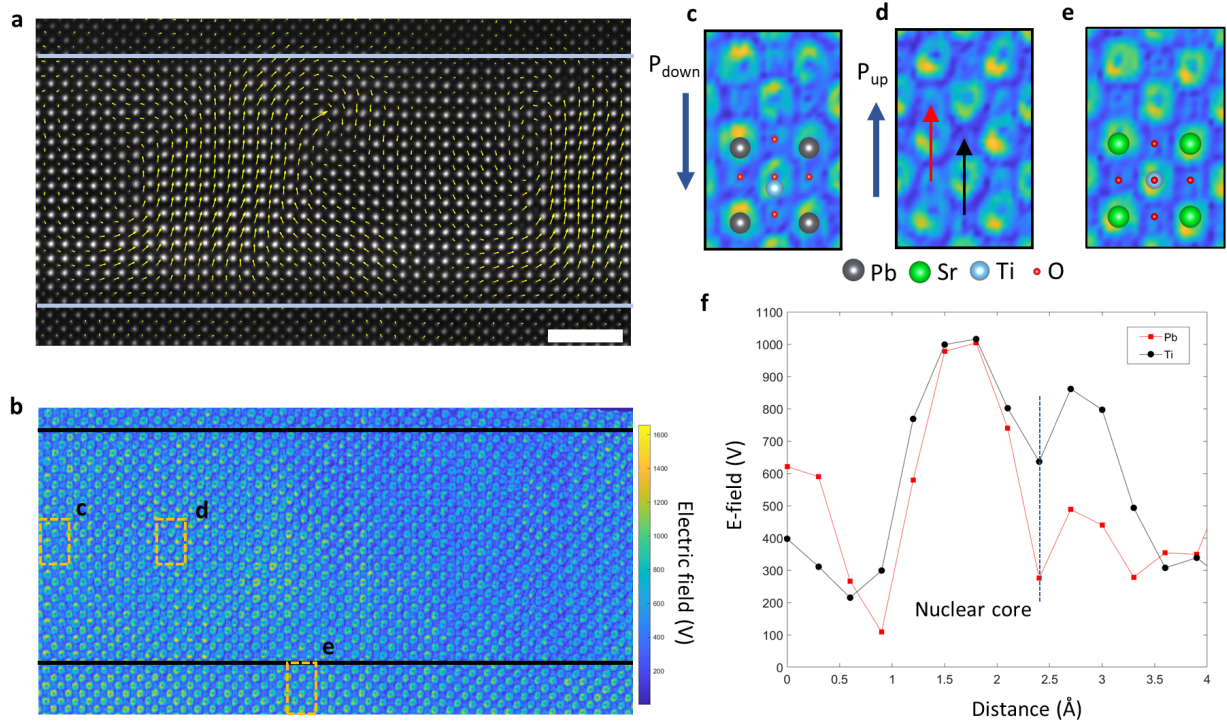 a
b
c
d
e
1600
1400
1200
1000
800
600
400
200
Electric field (V)
c
d
e
P_down
P_up
Pb
Sr
Ti
O
f
1100
1000
900
800
700
600
500
400
300
200
100
0
E-field (V)
Pb
Ti
Nuclear core
0
0.5
1
1.5
2
2.5
3
3.5
4
Distance (Å)